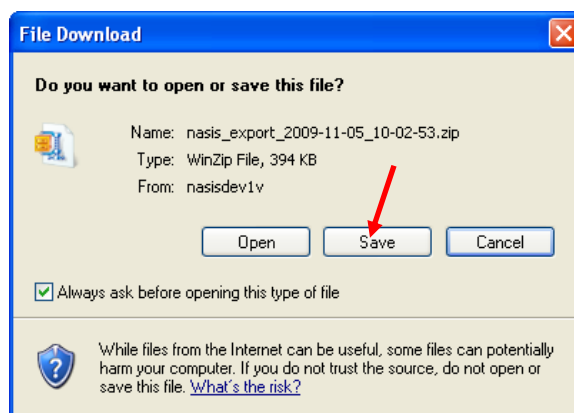 File Download
Do you want to open or save this file?
Name: nasis_export_2009-11-05_10-02-53.zip
Type: WinZip File, 394 KB
From: nasisdev1v
Open Save Cancel
Always ask before opening this type of file
While files from the Internet can be useful, some files can potentially
harm your computer. If you do not trust the source, do not open or
save this file. What's the risk?